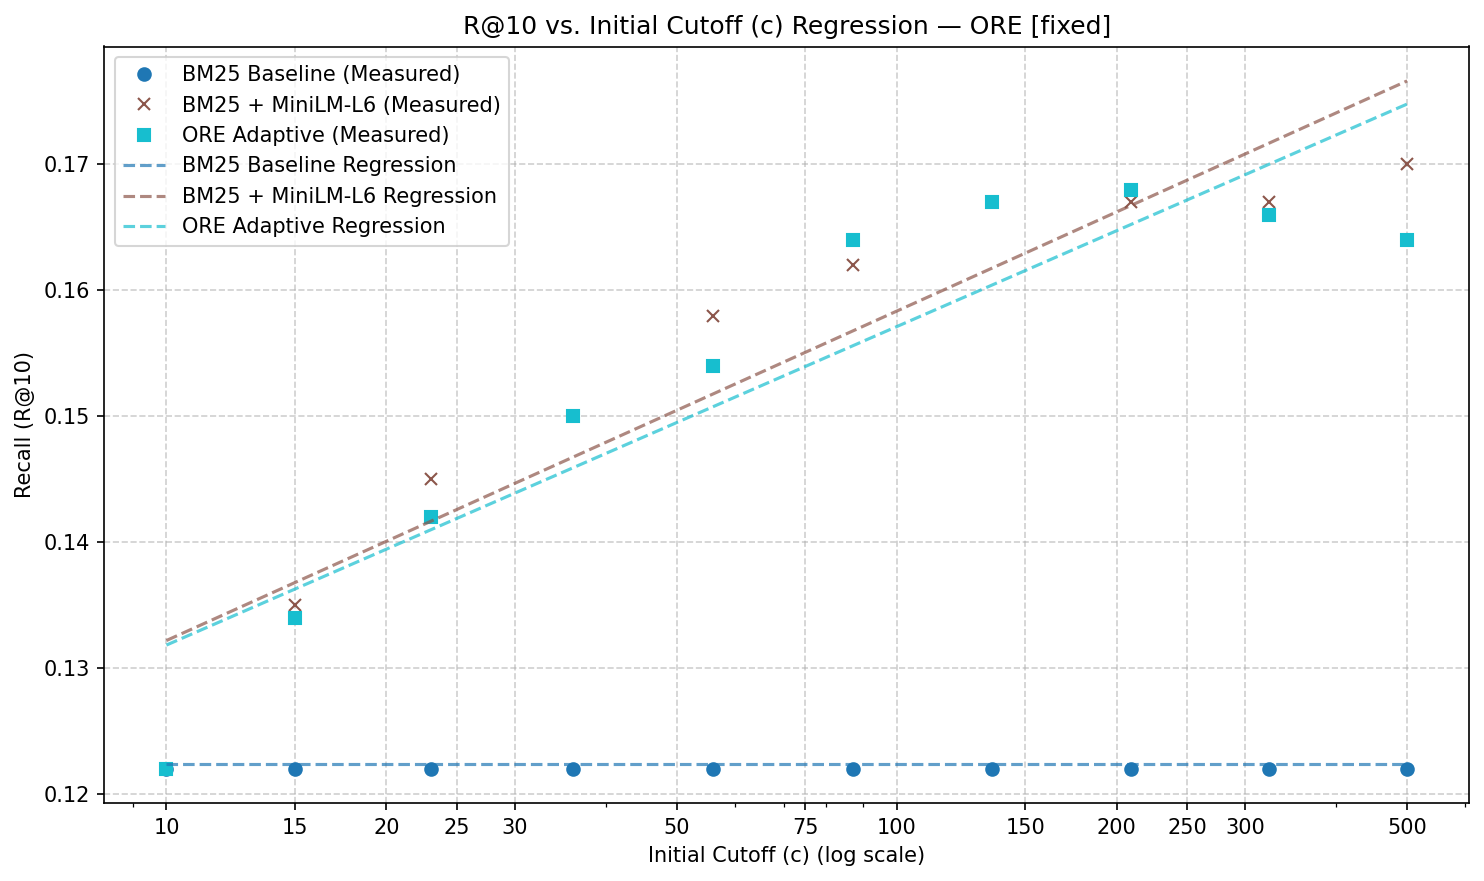 R@10 vs. Initial Cutoff (c) Regression — ORE [fixed]
BM25 Baseline (Measured)
BM25 + MiniLM-L6 (Measured)
ORE Adaptive (Measured)
BM25 Baseline Regression
BM25 + MiniLM-L6 Regression
ORE Adaptive Regression
Recall (R@10)
0.17
0.16
0.15
0.14
0.13
0.12
10 15 20 25 30 50 75 100 150 200 250 300 500
Initial Cutoff (c) (log scale)